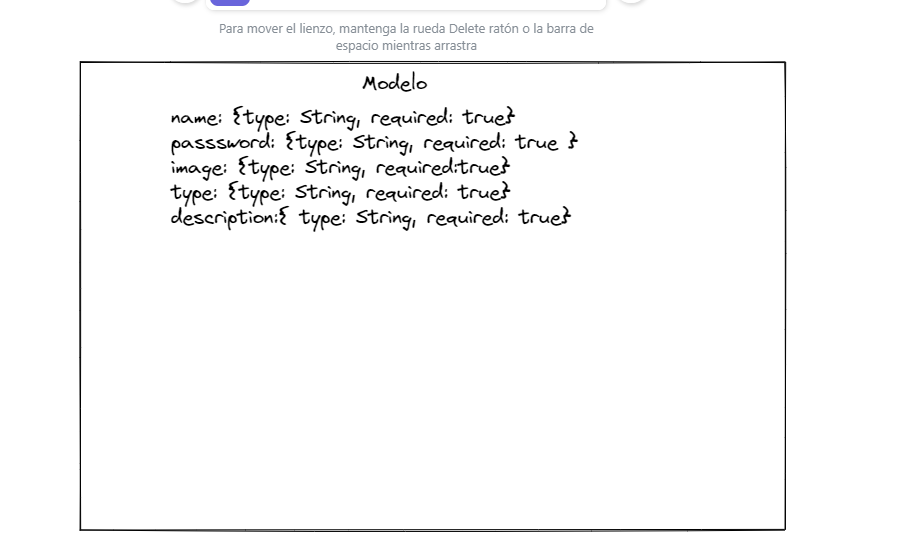 Para mover el lienzo, mantenga la rueda Delete ratón o la barra de
espacio mientras arrastra
Modelo
name: {type: String, required: true}
passsword: {type: String, required: true }
image: {type: String, required:true}
type: {type: String, required: true}
description:{ type: String, required: true}